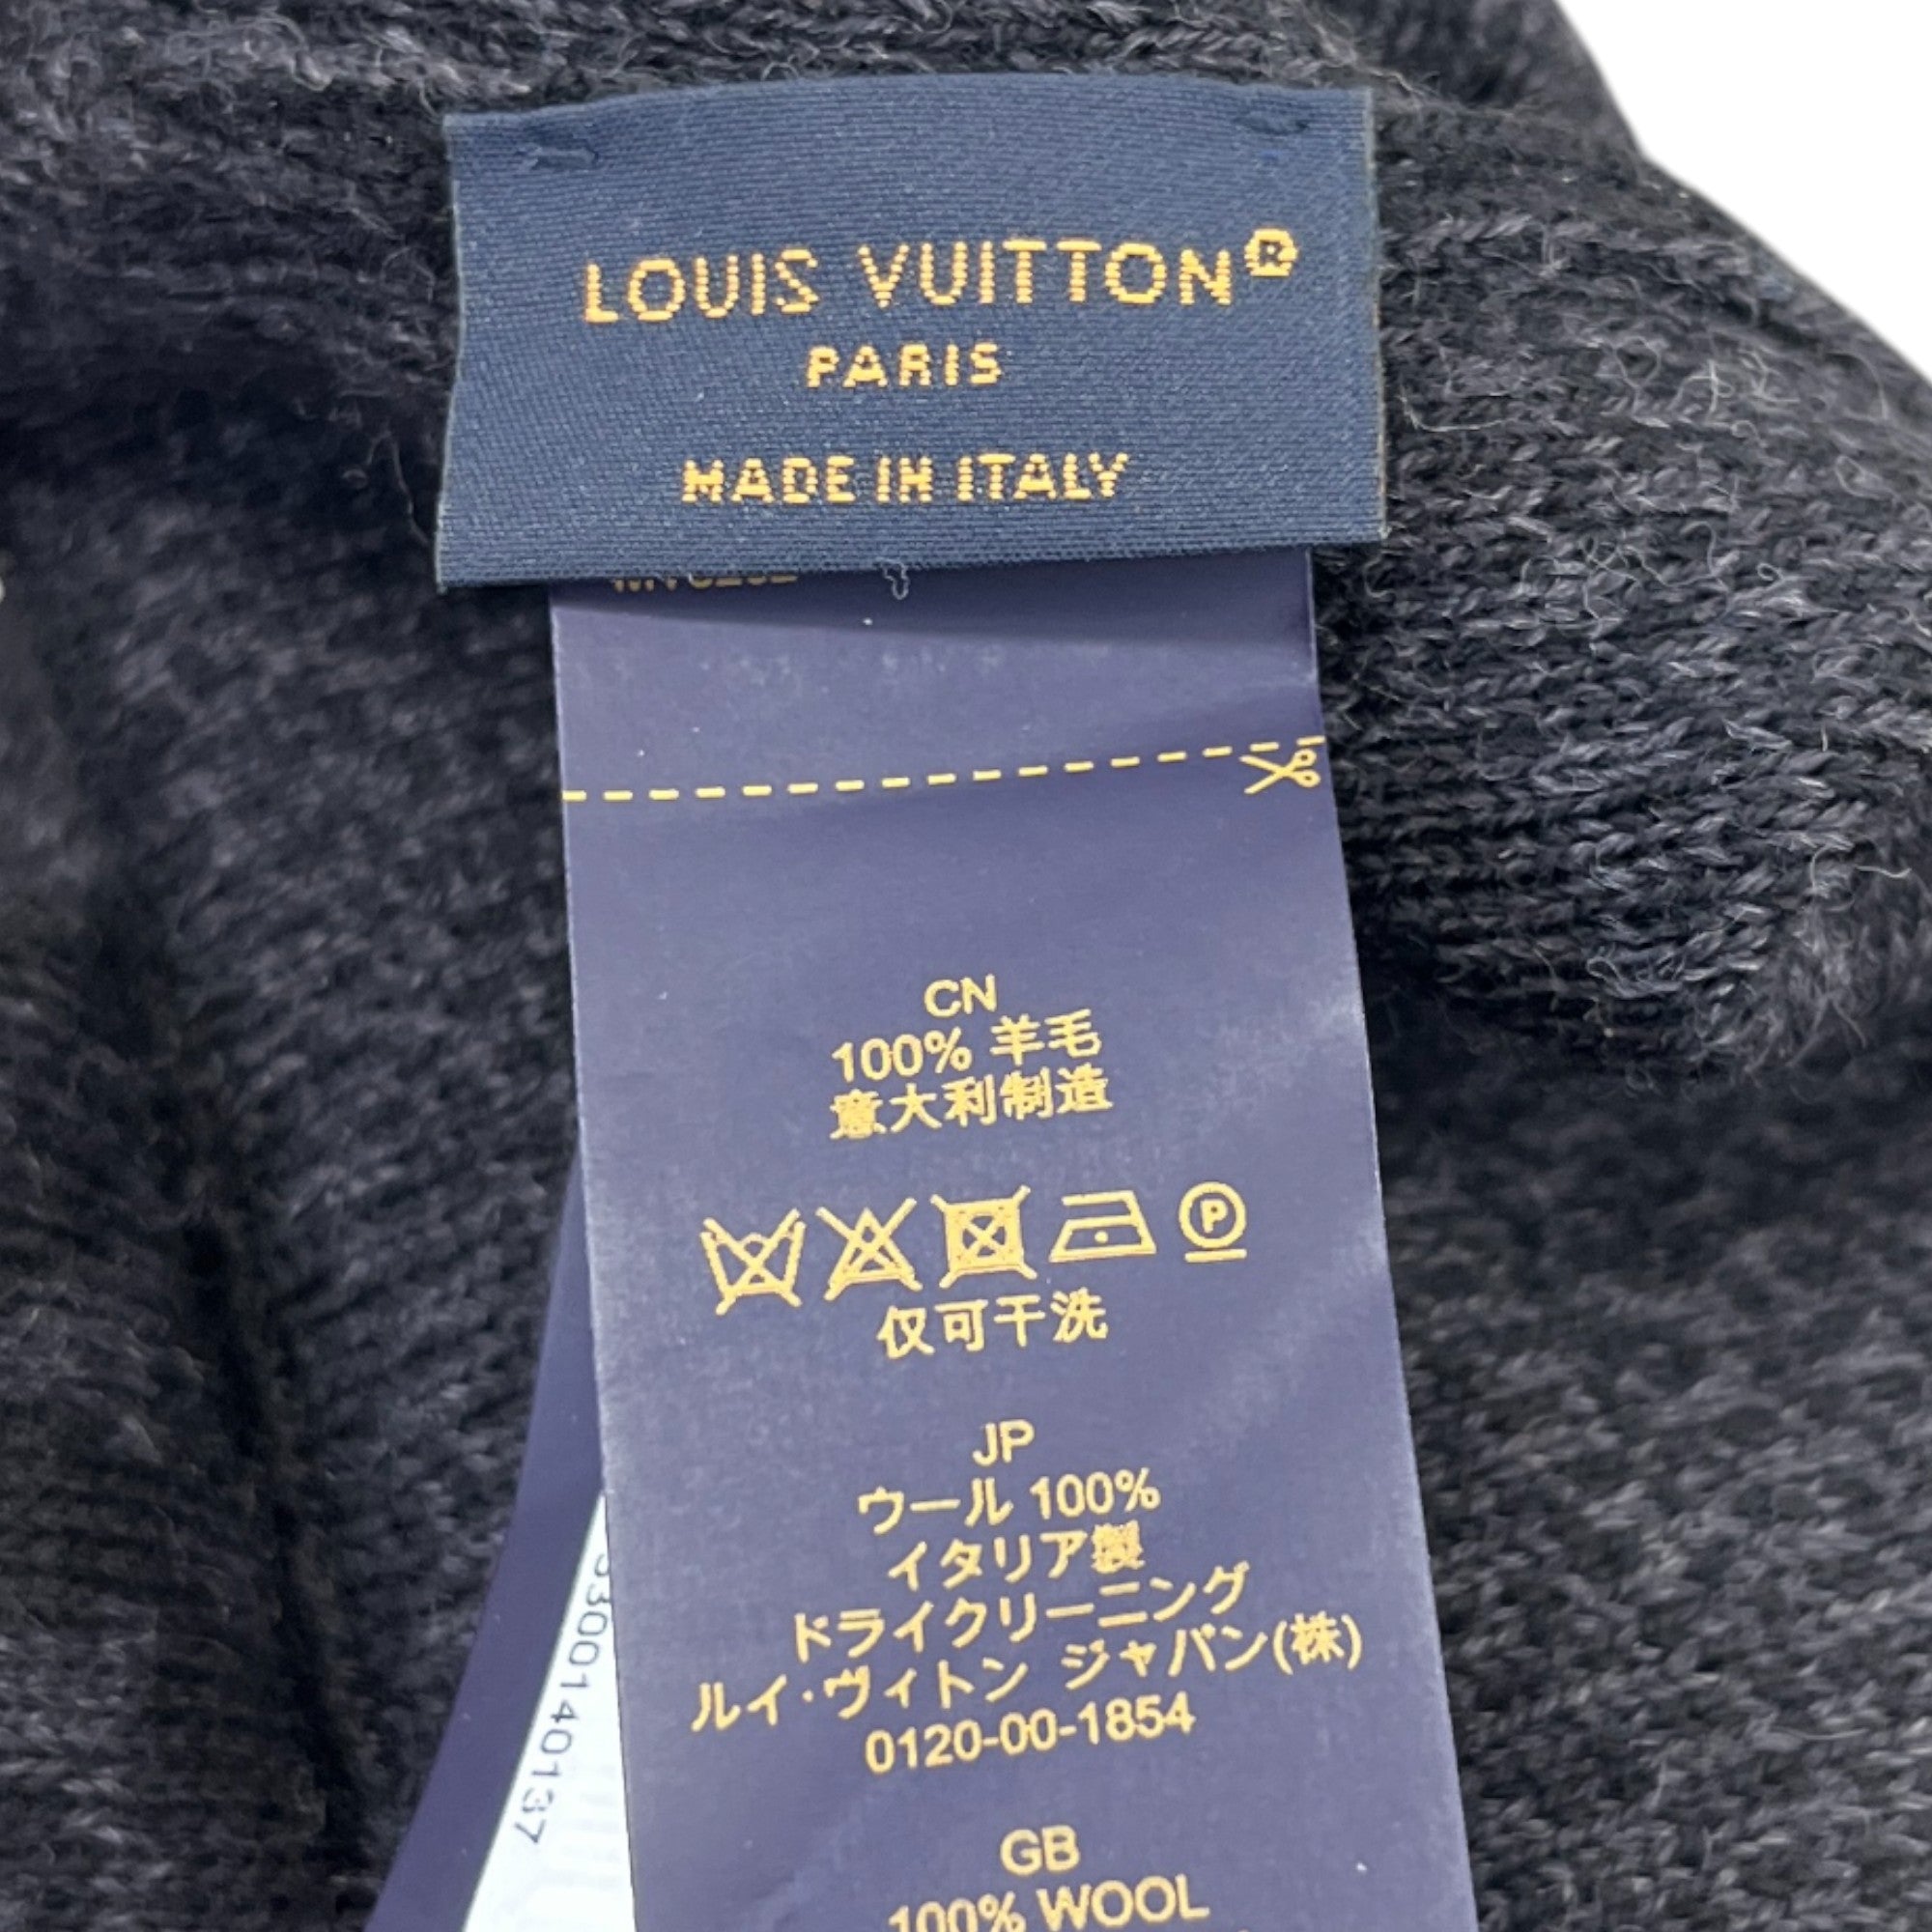 LOUIS VUITTON®
PARIS
MADE IN ITALY
CN
100% 羊毛
意大利制造
P
仅可干洗
JP
ウール 100%
イタリア製
ドライクリーニング
ルイ·ヴィトン ジャパン(株)
0120-00-1854
GB
100% WOOL
300140137